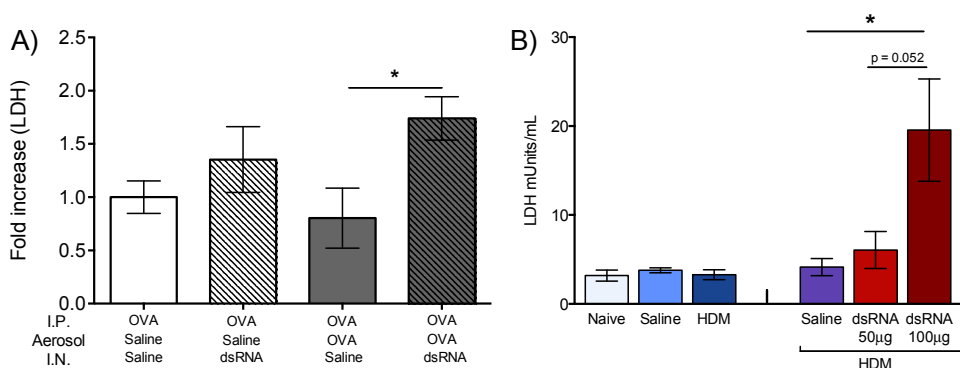 A)
Fold increase (LDH)
2.5
2.0
1.5
1.0
0.5
0.0
*
I.P. OVA OVA OVA OVA
Aerosol Saline Saline OVA OVA
I.N. Saline dsRNA Saline dsRNA
B)
LDH mUnits/mL
30
20
10
0
*
p = 0.052
Naive Saline HDM Saline dsRNA dsRNA
50µg 100µg
HDM